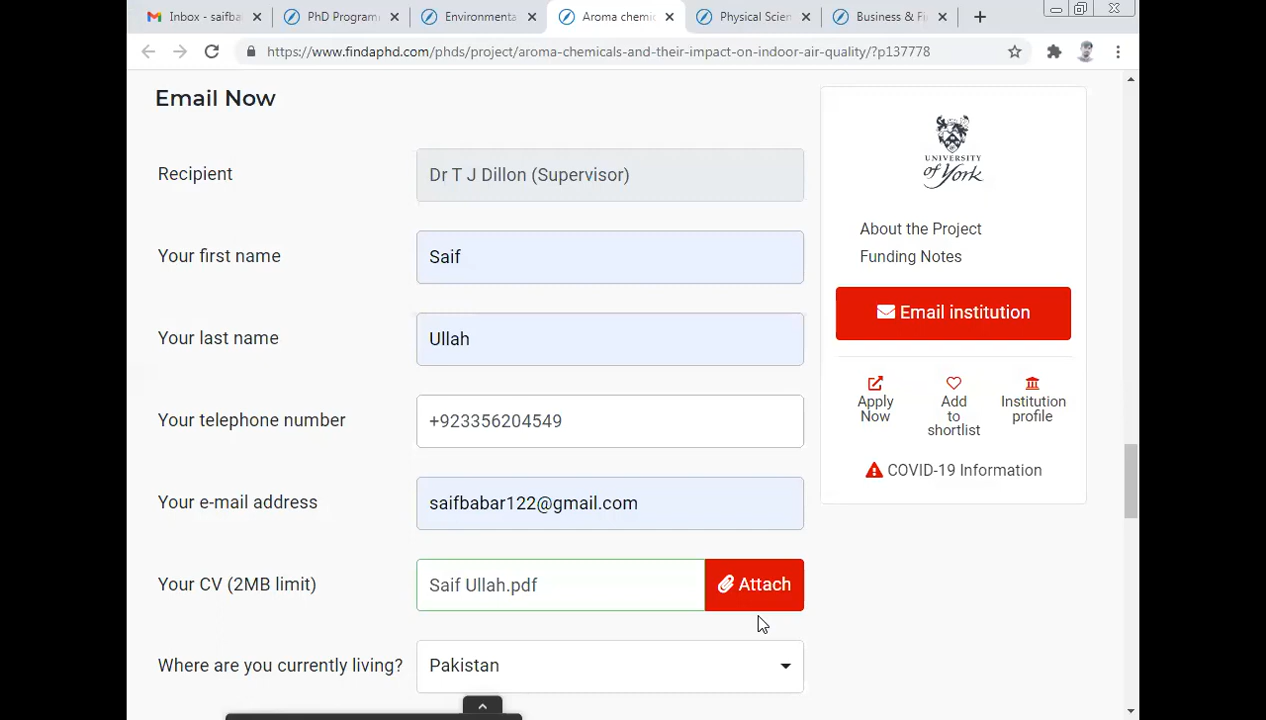 Inbox - saifba
PhD Program
Environmenta
Aroma chemic
Physical Scien
Business & Fi
https://www.findaphd.com/phds/project/aroma-chemicals-and-their-impact-on-indoor-air-quality/?p137778
Email Now
Recipient
Dr T J Dillon (Supervisor)
Your first name
Saif
Your last name
Ullah
Your telephone number
+923356204549
Your e-mail address
saifbabar122@gmail.com
Your CV (2MB limit)
Saif Ullah.pdf
Attach
Where are you currently living?
Pakistan
UNIVERSITY
of York
About the Project
Funding Notes
Email institution
Apply
Now
Add
to
shortlist
Institution
profile
COVID-19 Information